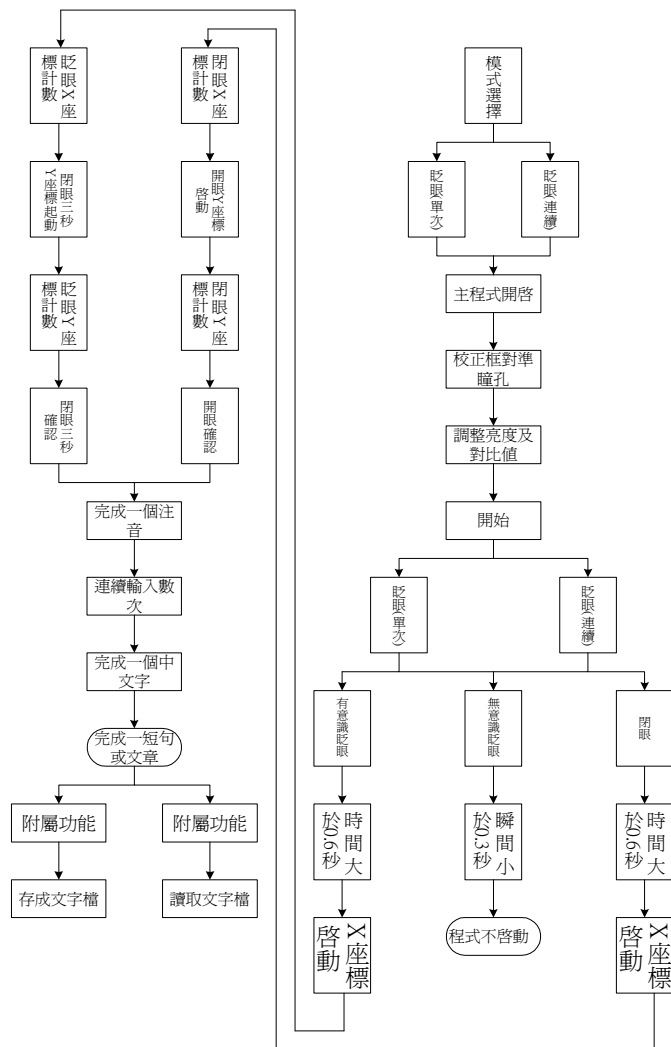 模式選擇
眨眼(單次)
眨眼(連續)
主程式開啓
校正框對準
瞳孔
調整亮度及
對比值
開始
眨眼(單次)
眨眼(連續)
有意識眨眼
無意識眨眼
閉眼
時間大
於0.6秒
瞬間小
於0.3秒
時間大
於0.6秒
X座標
啓動
程式不啓動
X座標
啓動
眨眼X座
標計數
閉眼X座
標計數
閉眼三秒
Y座標起動
開眼Y座標
啓動
眨眼Y座
標計數
閉眼Y座
標計數
閉眼三秒
確認
開眼確認
完成一個注
音
連續輸入數
次
完成一個中
文字
完成一短句
或文章
附屬功能
附屬功能
存成文字檔
讀取文字檔